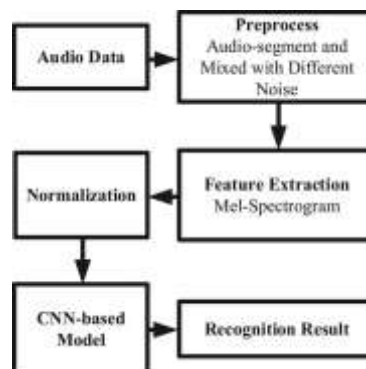 Audio Data
Preprocess
Audio-segment and
Mixed with Different
Noise
Normalization
Feature Extraction
Mel-Spectrogram
CNN-based
Model
Recognition Result